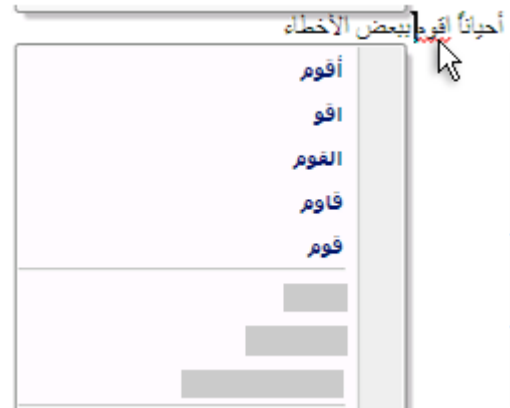 أحياناً اقوم ببعض الأخطاء
أقوم
اقو
القوم
قاوم
قوم